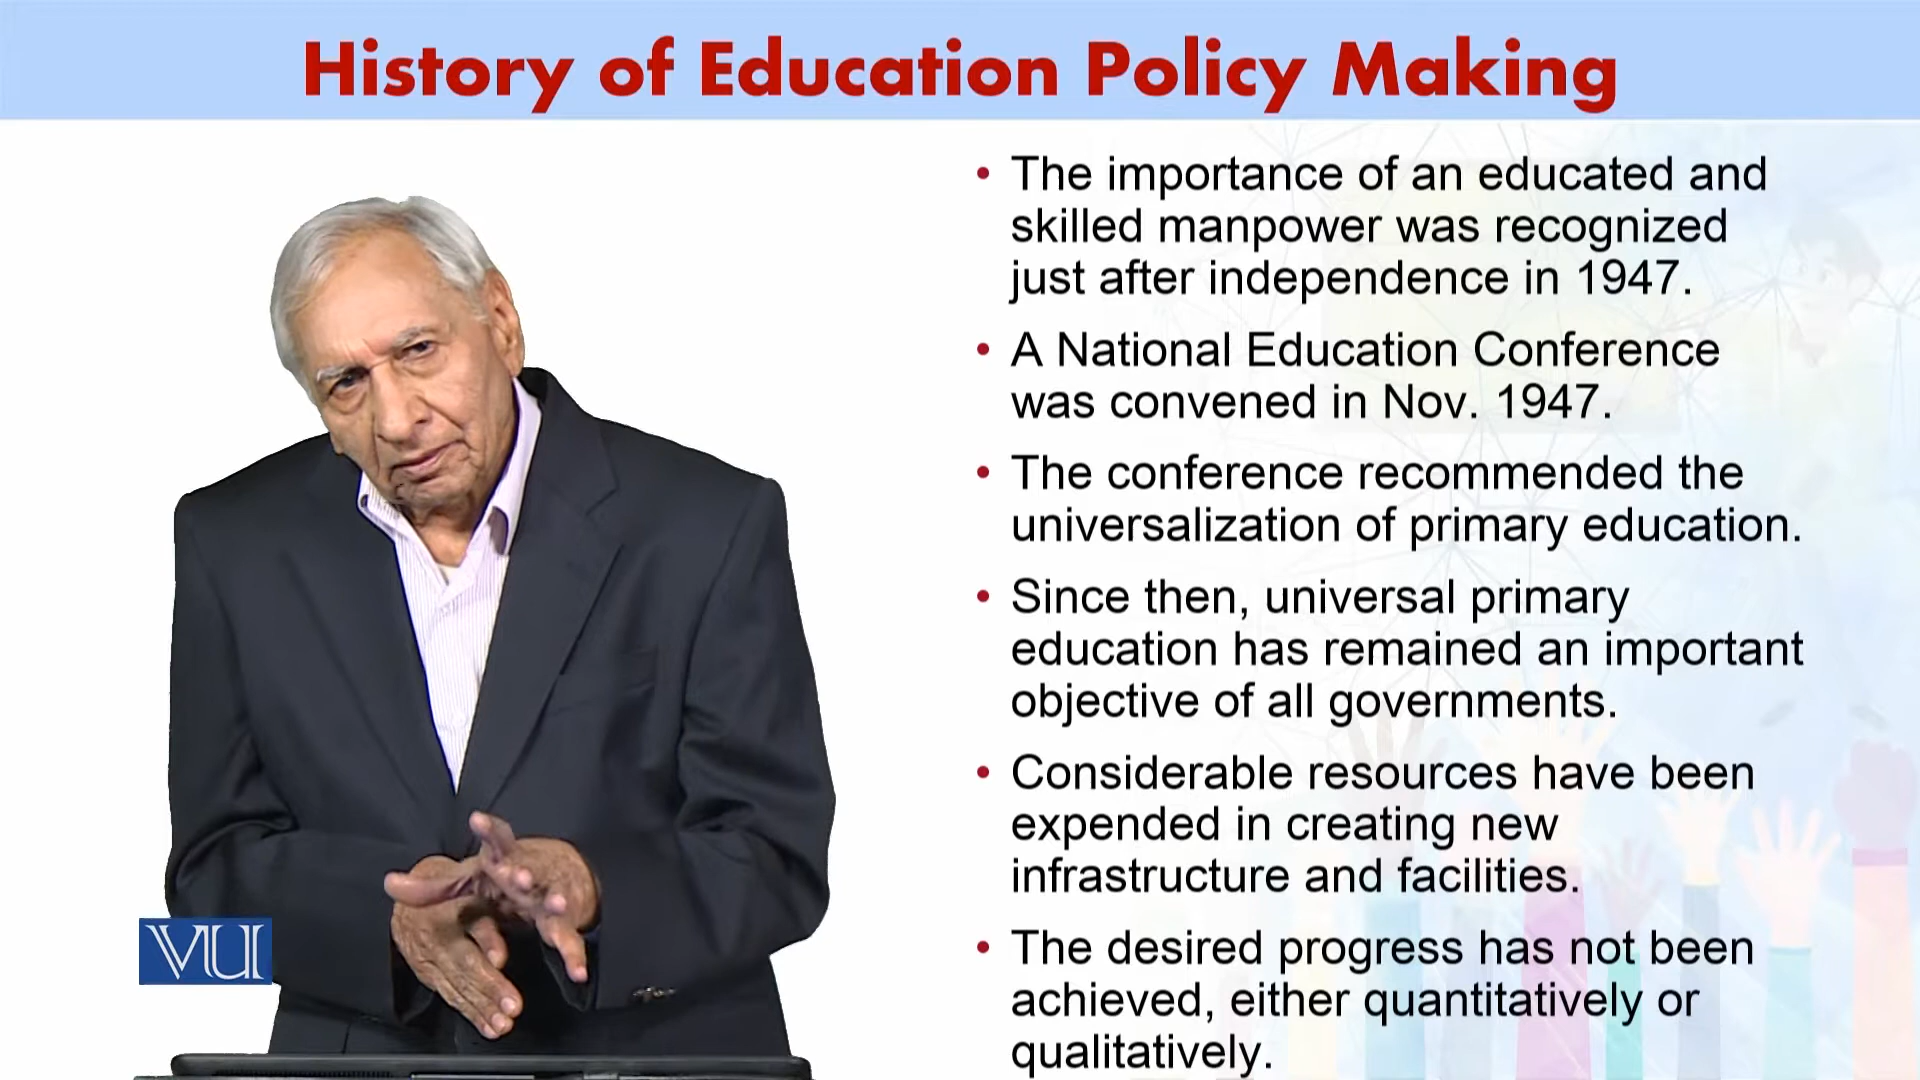 History of Education Policy Making
• The importance of an educated and
skilled manpower was recognized
just after independence in 1947.
• A National Education Conference
was convened in Nov. 1947.
• The conference recommended the
universalization of primary education.
• Since then, universal primary
education has remained an important
objective of all governments.
• Considerable resources have been
expended in creating new
infrastructure and facilities.
• The desired progress has not been
achieved, either quantitatively or
qualitatively.
VU